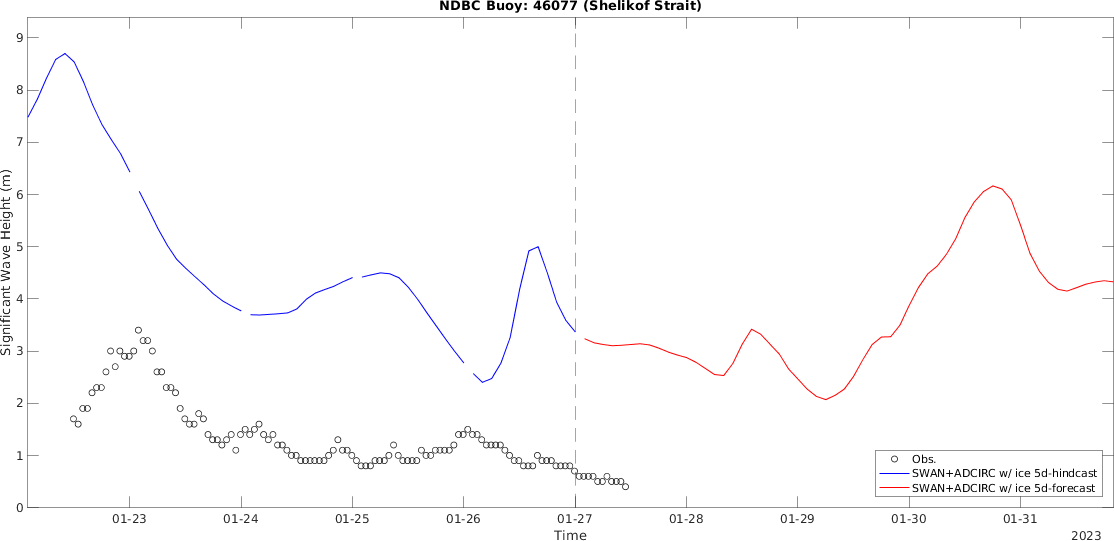 NDBC Buoy: 46077 (Shelikof Strait)
Significant Wave Height (m)
9
8
7
6
5
4
3
2
1
0
Obs.
SWAN+ADCIRC w/ ice 5d-hindcast
SWAN+ADCIRC w/ ice 5d-forecast
01-23 01-24 01-25 01-26 01-27 01-28 01-29 01-30 01-31
Time
2023